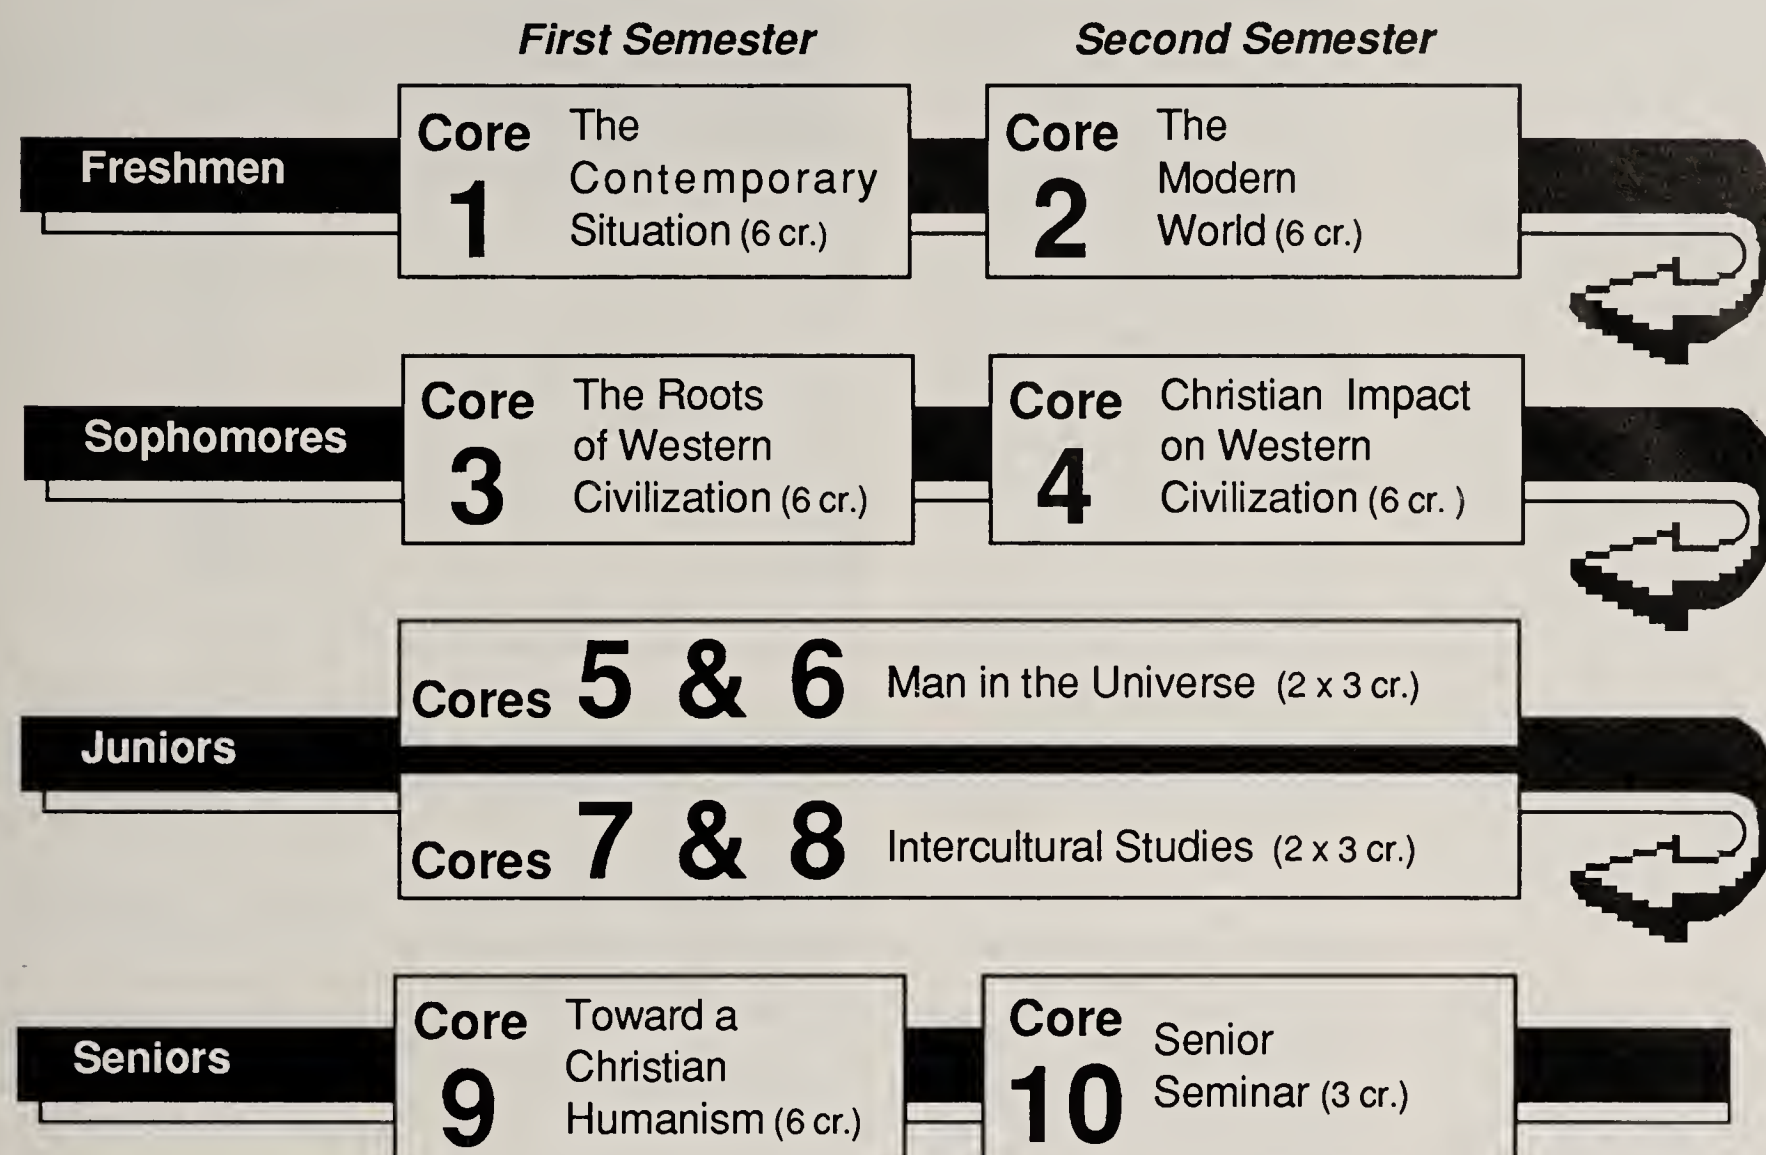 First Semester
Second Semester
Freshmen
Core
1
The
Contemporary
Situation (6 cr.)
Core
2
The
Modern
World (6 cr.)
Sophomores
Core
3
The Roots
of Western
Civilization (6 cr.)
Core
4
Christian Impact
on Western
Civilization (6 cr. )
Juniors
Cores 5 & 6 Man in the Universe (2 x 3 cr.)
Cores 7 & 8 Intercultural Studies (2 x 3 cr.)
Seniors
Core
9
Toward a
Christian
Humanism (6 cr.)
Core
10
Senior
Seminar (3 cr.)